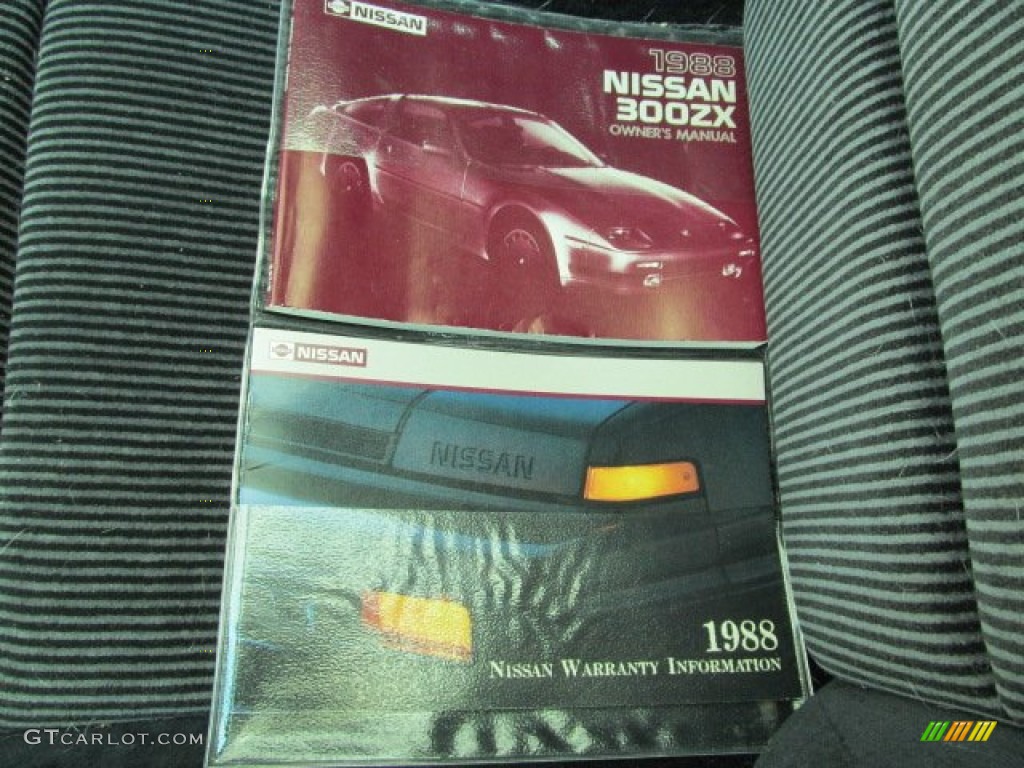 NISSAN
1988
NISSAN
300ZX
OWNER'S MANUAL
NISSAN
NISSAN
1988
NISSAN WARRANTY INFORMATION
GTCARLOT.COM